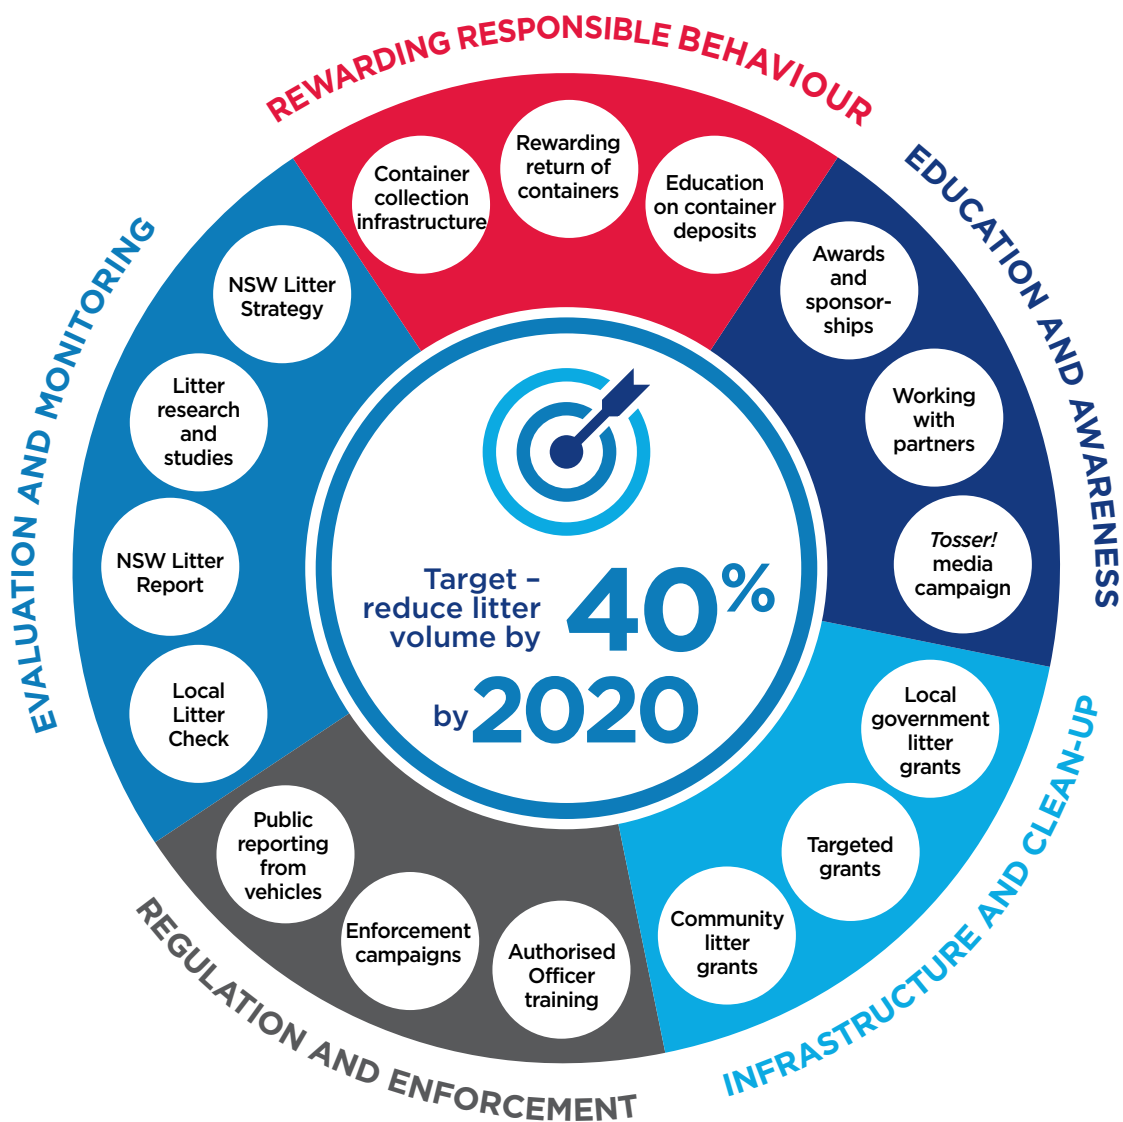 REWARDING RESPONSIBLE BEHAVIOUR
Container
collection
infrastructure
Rewarding
return of
containers
Education
on container
deposits
EDUCATION AND AWARENESS
Awards
and
sponsor-
ships
Working
with
partners
Tosser!
media
campaign
INFRASTRUCTURE AND CLEAN-UP
Local
government
litter
grants
Targeted
grants
Community
litter
grants
REGULATION AND ENFORCEMENT
Authorised
Officer
training
Enforcement
campaigns
Public
reporting
from
vehicles
EVALUATION AND MONITORING
Local
Litter
Check
NSW Litter
Report
Litter
research
and
studies
NSW Litter
Strategy
Target –
reduce litter
volume by
40%
by 2020